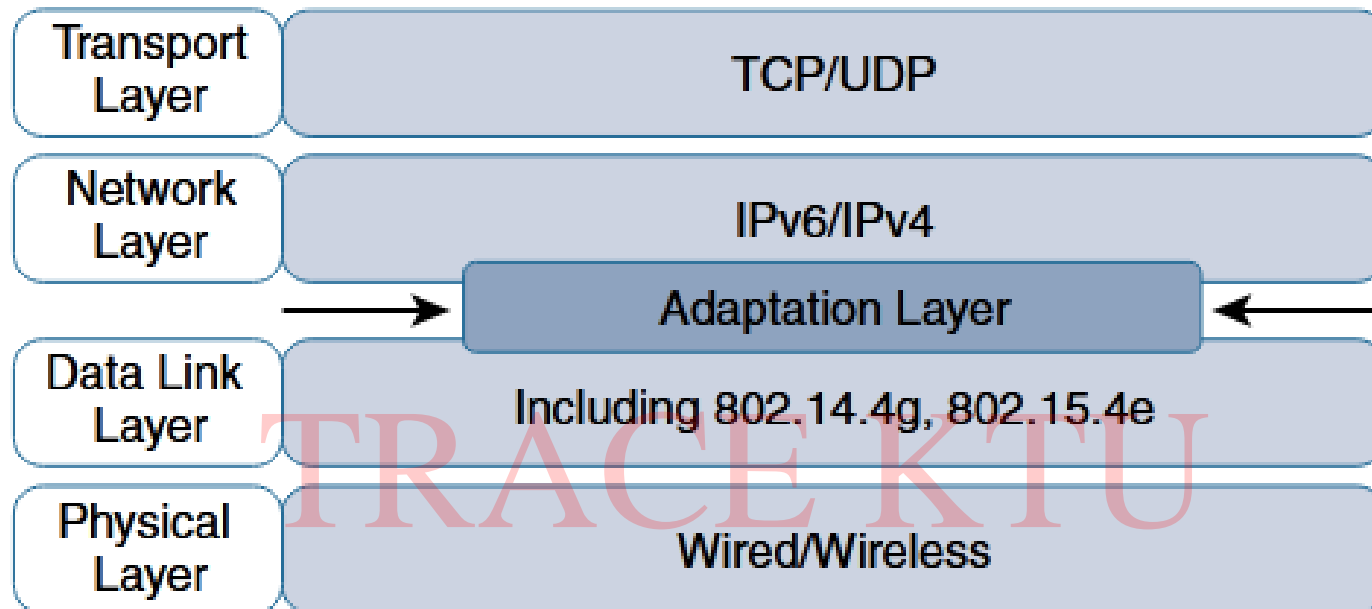 Transport
Layer
TCP/UDP
Network
Layer
IPv6/IPv4
Adaptation Layer
Data Link
Layer
Including 802.14.4g, 802.15.4e
TRACE KTU
Physical
Layer
Wired/Wireless